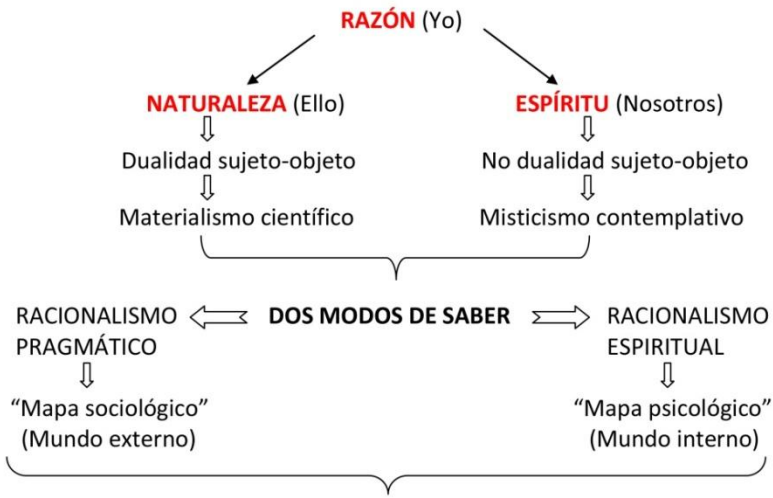 RAZÓN (Yo)
NATURALEZA (Ello)
ESPÍRITU (Nosotros)
Dualidad sujeto-objeto
No dualidad sujeto-objeto
Materialismo científico
Misticismo contemplativo
RACIONALISMO
PRAGMÁTICO
DOS MODOS DE SABER
RACIONALISMO
ESPIRITUAL
“Mapa sociológico”
(Mundo externo)
“Mapa psicológico”
(Mundo interno)